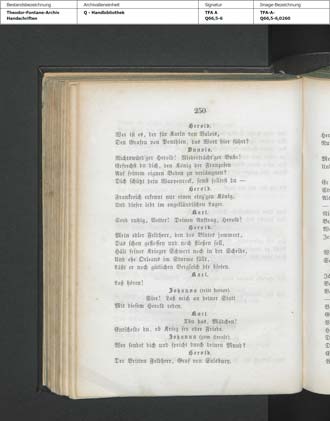 Bestandsbezeichnung
Archivalieneinheit
Signatur
Image-Bezeichnung
Theodor-Fontane-Archiv
Handschriften
Q - Handbibliothek
TFA A
Q66,5-6
TFA-A-
Q66,5-6,0260
250
Herold.
Wer ist es, der für Karln von Valois,
Den Grafen von Ponthieu, das Wort hier führt?
Dunois.
Nichtswürd'ger Herold! Niederträcht'ger Bube!
Erfrechst du dich, den König der Franzosen
Auf seinem eignen Boden zu verläugnen?
Dich schützt dein Wappenrock, sonst solltest du —
Herold.
Frankreich erkennt nur einen einz'gen König,
Und dieser lebt im engelländischen Lager.
Karl.
Seyd ruhig, Vetter! Deinen Auftrag, Herold!
Herold.
Mein edler Feldherr, den des Blutes jammert,
Das schon geflossen und noch fließen soll,
Hält seiner Krieger Schwert noch in der Scheide,
Und ehe Orleans im Sturme fällt,
Läßt er noch gütlichen Vergleich dir bieten.
Karl.
Laß hören!
Johanna (tritt hervor).
Sire! Laß mich an deiner Statt
Mit diesem Herold reden.
Karl.
Thu das, Mädchen!
Entscheide du, ob Krieg sey oder Friede.
Johanna (zum Herold).
Wer sendet dich und spricht durch deinen Mund?
Herold.
Der Britten Feldherr, Graf von Salsbury.